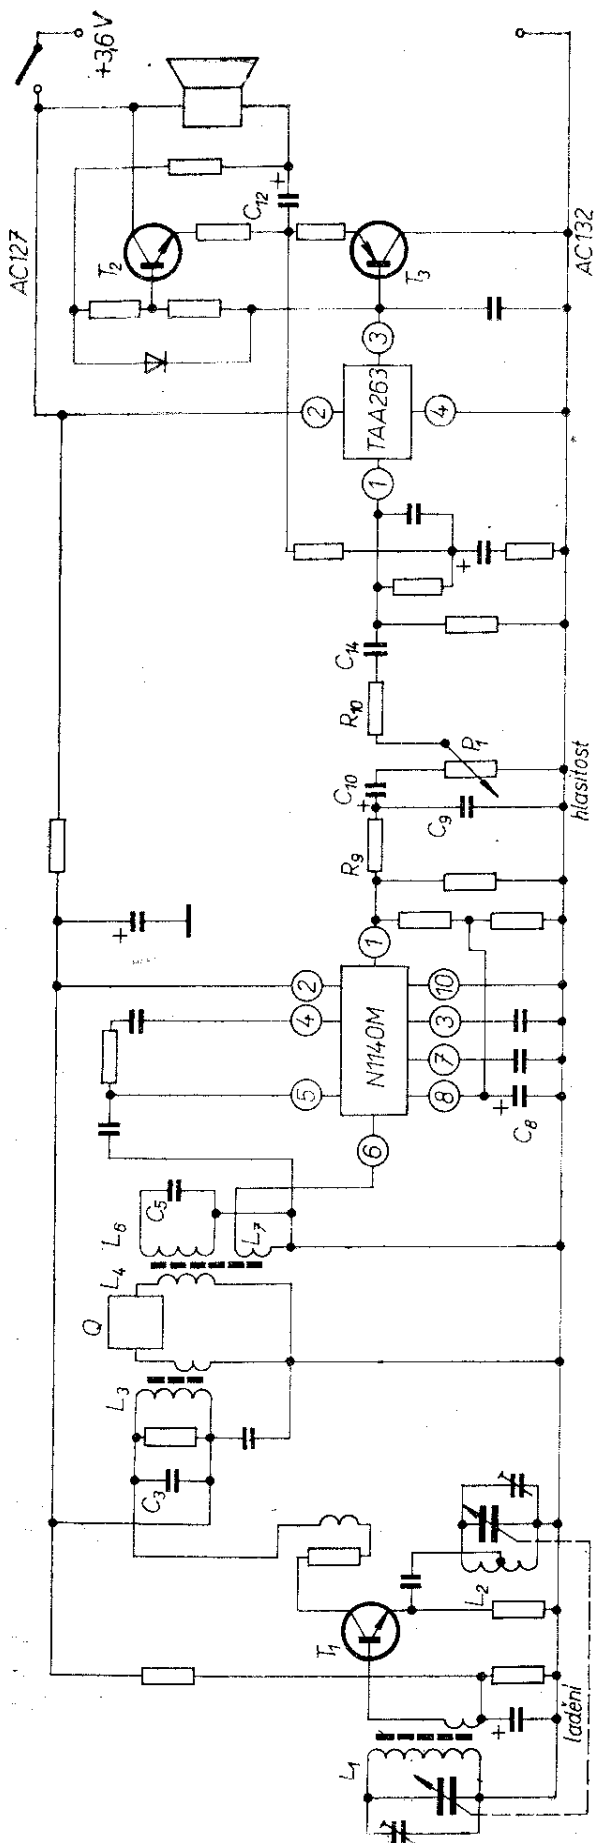 +3,6V
AC127
T2
C12
T3
AC132
2
TAA263
3
4
1
C14
R10
P1
C10
C9
hlasitost
R9
1
2
4
5
N1140M
10
3
7
8
6
C8
L6
C5
L7
L4
Q
L3
C3
T1
L2
L1
ladění